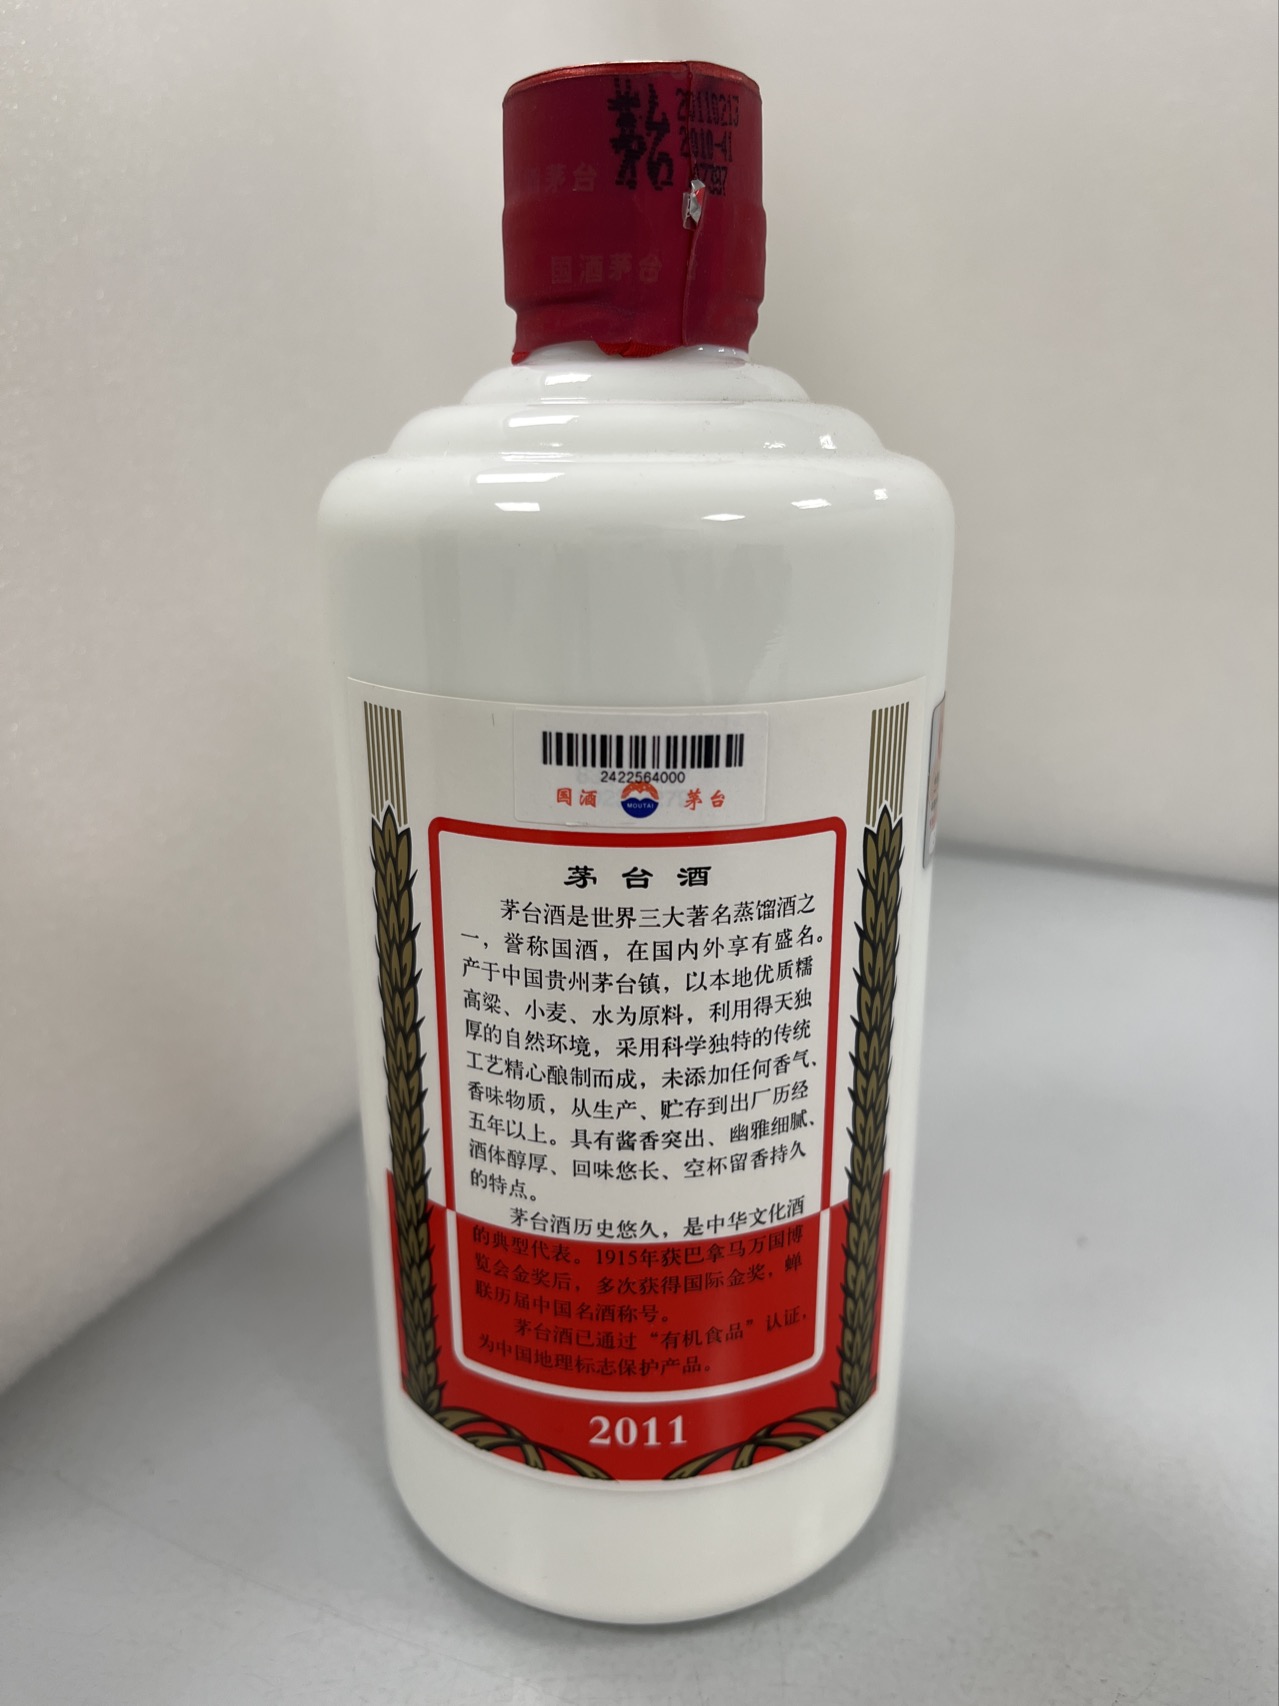 20110213
2010-41
国酒茅台
2422564000
国酒 MOUTAI 茅台
茅台酒
茅台酒是世界三大著名蒸馏酒之
一，誉称国酒，在国内外享有盛名。
产于中国贵州茅台镇，以本地优质糯
高粱、小麦、水为原料，利用得天独
厚的自然环境，采用科学独特的传统
工艺精心酿制而成，未添加任何香气、
香味物质，从生产、贮存到出厂历经
五年以上。具有酱香突出、幽雅细腻、
酒体醇厚、回味悠长、空杯留香持久
的特点。
茅台酒历史悠久，是中华文化酒
的典型代表。1915年获巴拿马万国博
览会金奖后，多次获得国际金奖，蝉
联历届中国名酒称号。
茅台酒已通过“有机食品”认证，
为中国地理标志保护产品。
2011